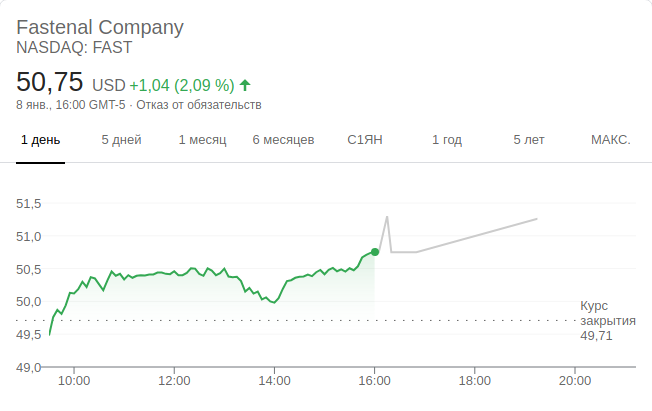 Fastenal Company
NASDAQ: FAST
50,75 USD +1,04 (2,09 %)
8 янв., 16:00 GMT-5 · Отказ от обязательств
1 день 5 дней 1 месяц 6 месяцев С1ЯН 1 год 5 лет МАКС.
51,5
51,0
50,5
50,0
49,5
49,0
Курс
закрытия
49,71
10:00 12:00 14:00 16:00 18:00 20:00